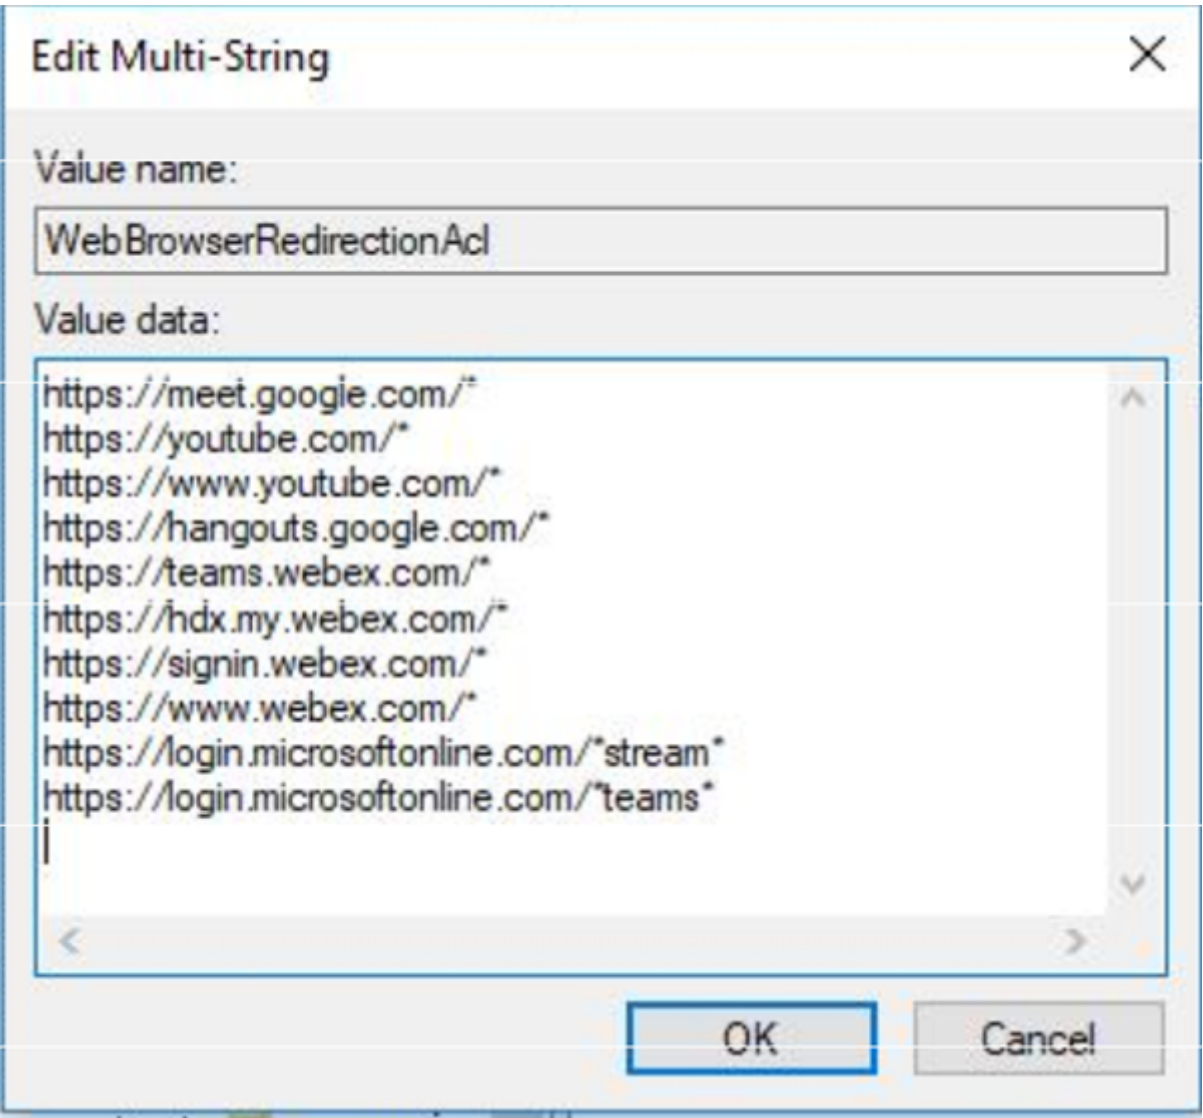 Edit Multi-String
Value name:
WebBrowserRedirectionAcl
Value data:
https://meet.google.com/*
https://youtube.com/*
https://www.youtube.com/*
https://hangouts.google.com/*
https://teams.webex.com/*
https://hdx.my.webex.com/*
https://signin.webex.com/*
https://www.webex.com/*
https://login.microsoftonline.com/*stream*
https://login.microsoftonline.com/*teams*
OK
Cancel